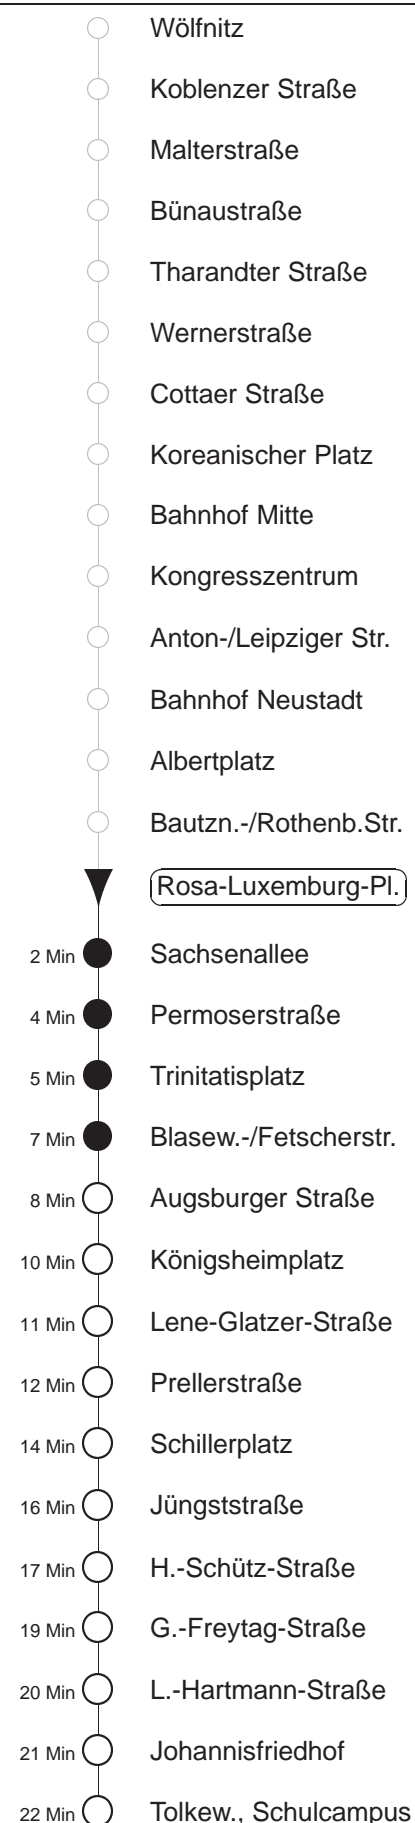 Wölfnitz
Koblenzer Straße
Malterstraße
Bünaustraße
Tharandter Straße
Wernerstraße
Cottaer Straße
Koreanischer Platz
Bahnhof Mitte
Kongresszentrum
Anton-/Leipziger Str.
Bahnhof Neustadt
Albertplatz
Bautzn.-/Rothenb.Str.
Rosa-Luxemburg-Pl.
2 Min Sachsenallee
4 Min Permoserstraße
5 Min Trinitatisplatz
7 Min Blasew.-/Fetscherstr.
8 Min Augsburger Straße
10 Min Königsheimplatz
11 Min Lene-Glatzer-Straße
12 Min Prellerstraße
14 Min Schillerplatz
16 Min Jüngststraße
17 Min H.-Schütz-Straße
19 Min G.-Freytag-Straße
20 Min L.-Hartmann-Straße
21 Min Johannisfriedhof
22 Min Tolkew., Schulcampus